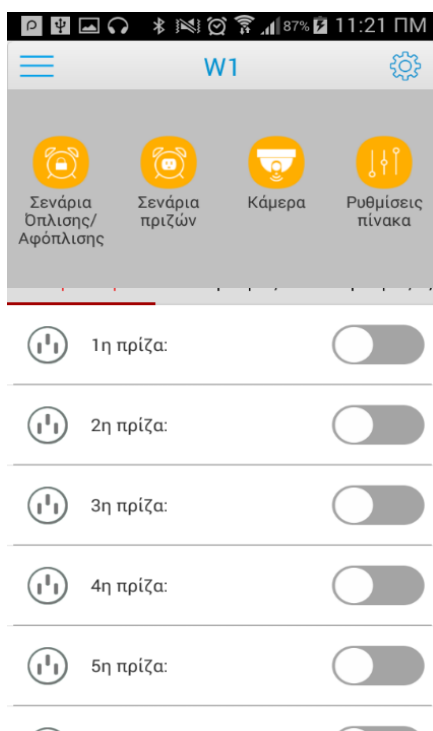 87% 11:21 ΠΜ
W1
Σενάρια
Όπλισης/
Αφόπλισης
Σενάρια
πριζών
Κάμερα
Ρυθμίσεις
πίνακα
1η πρίζα:
2η πρίζα:
3η πρίζα:
4η πρίζα:
5η πρίζα: